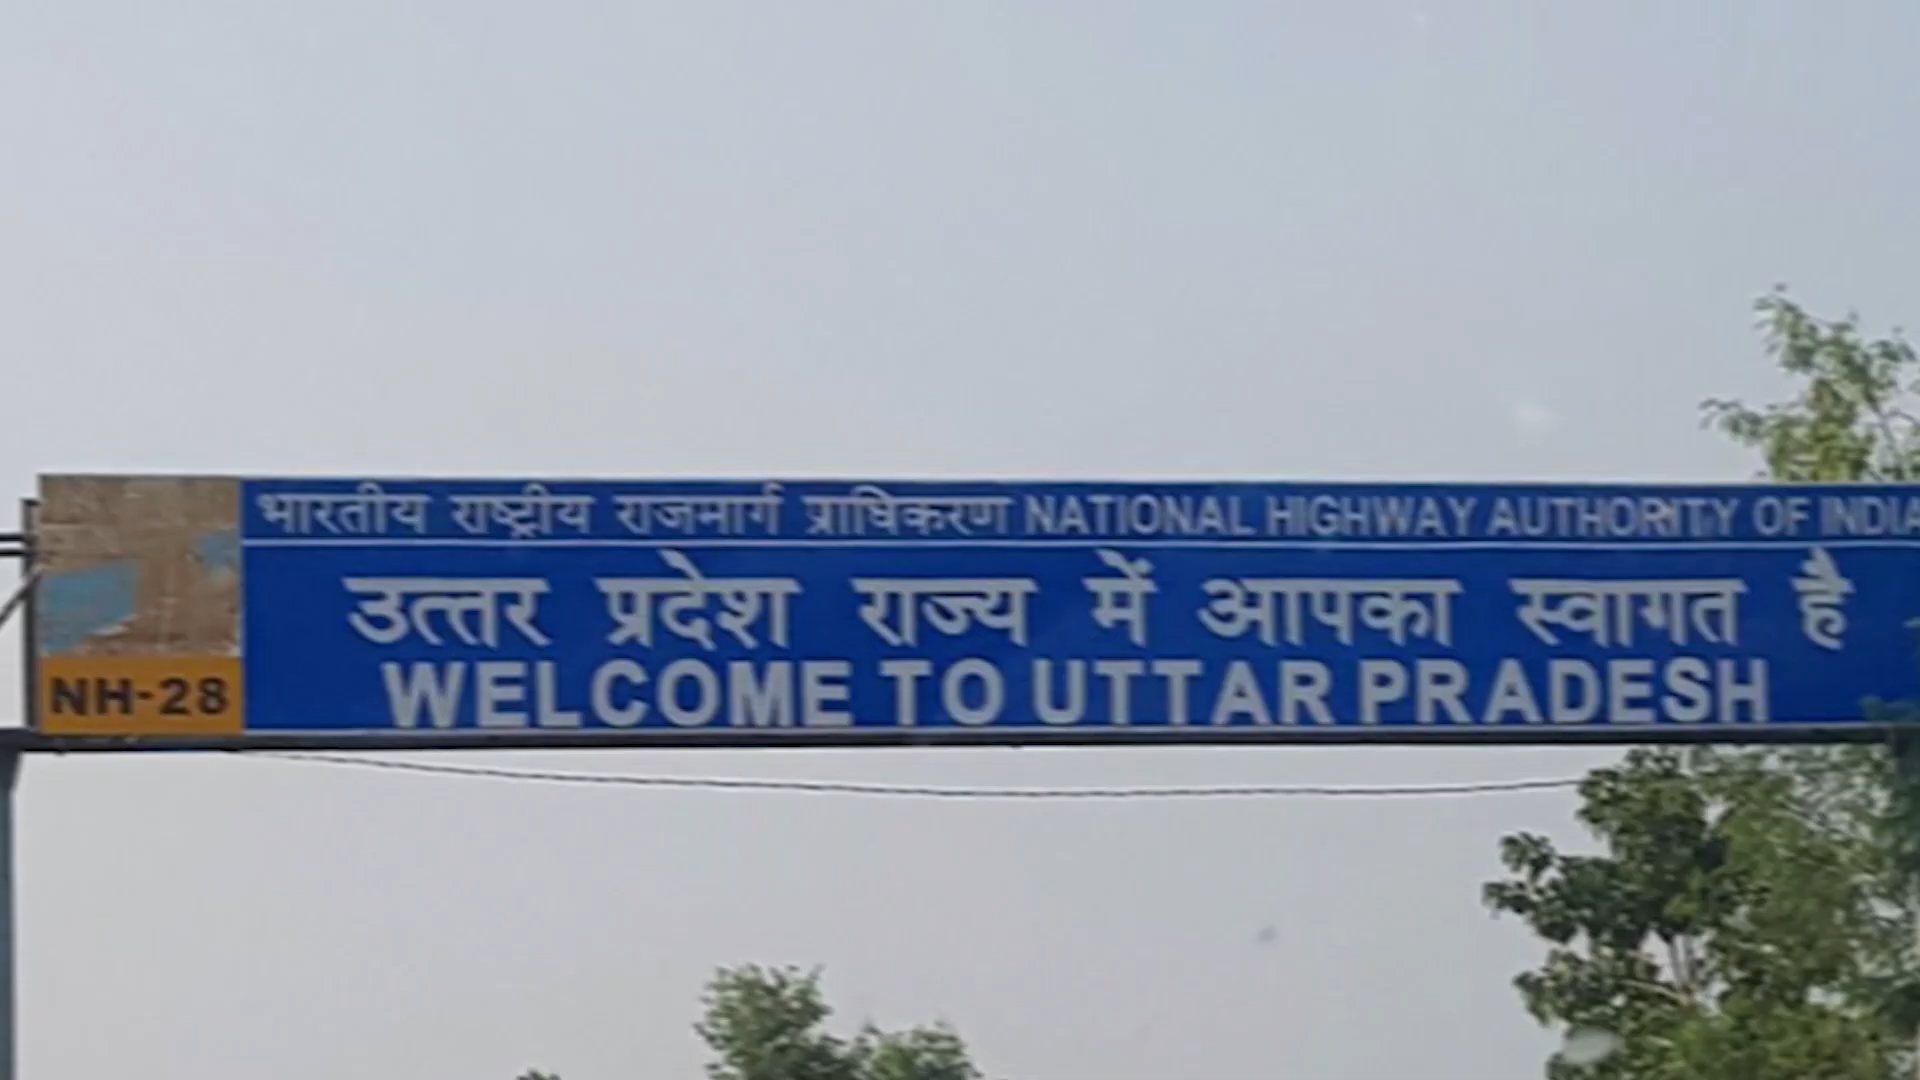 भारतीय राष्ट्रीय राजमार्ग प्राधिकरण NATIONAL HIGHWAY AUTHORITY OF INDIA
उत्तर प्रदेश राज्य में आपका स्वागत है
WELCOME TO UTTAR PRADESH
NH-28